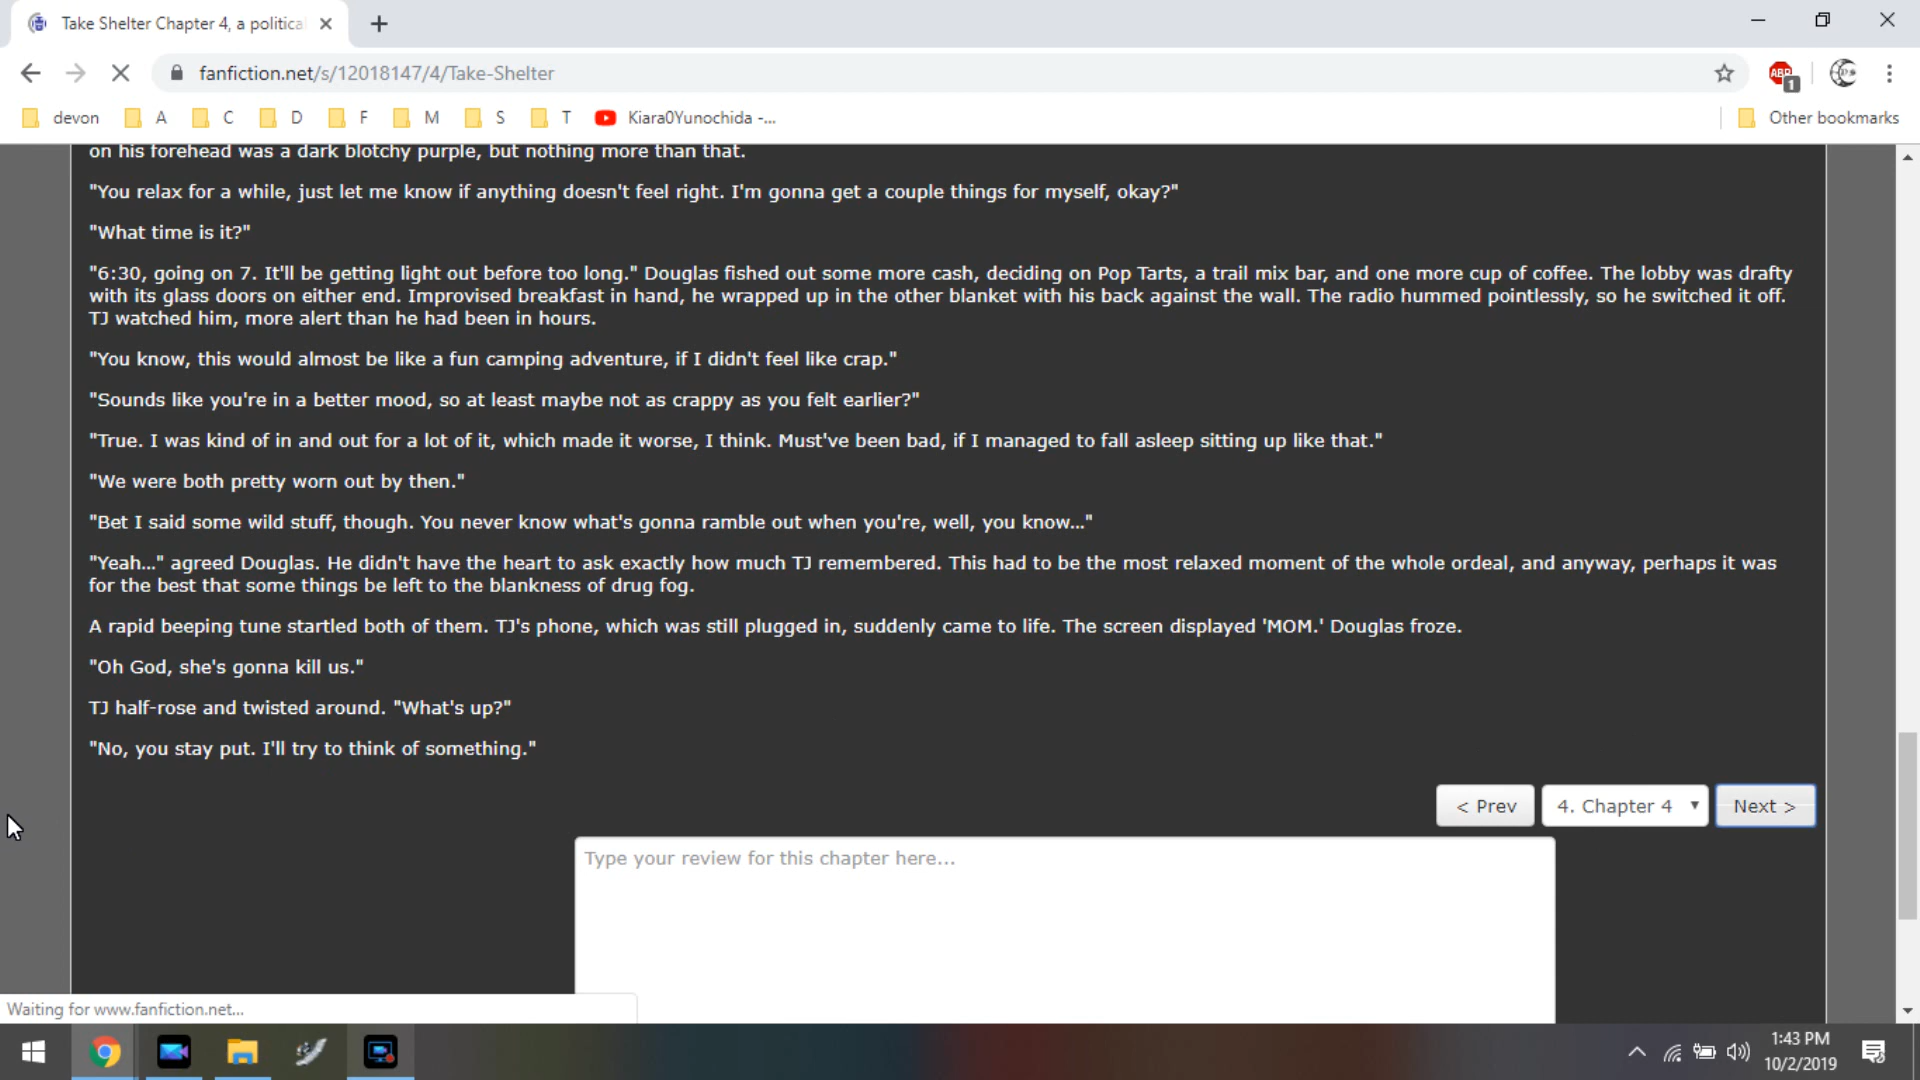 Take Shelter Chapter 4, a politica
fanfiction.net/s/12018147/4/Take-Shelter
ABP
1
devon
A
C
D
F
M
S
T
Kiara0Yunochida -...
Other bookmarks
on his forehead was a dark blotchy purple, but nothing more than that.
"You relax for a while, just let me know if anything doesn't feel right. I'm gonna get a couple things for myself, okay?"
"What time is it?"
"6:30, going on 7. It'll be getting light out before too long." Douglas fished out some more cash, deciding on Pop Tarts, a trail mix bar, and one more cup of coffee. The lobby was drafty
with its glass doors on either end. Improvised breakfast in hand, he wrapped up in the other blanket with his back against the wall. The radio hummed pointlessly, so he switched it off.
TJ watched him, more alert than he had been in hours.
"You know, this would almost be like a fun camping adventure, if I didn't feel like crap."
"Sounds like you're in a better mood, so at least maybe not as crappy as you felt earlier?"
"True. I was kind of in and out for a lot of it, which made it worse, I think. Must've been bad, if I managed to fall asleep sitting up like that."
"We were both pretty worn out by then."
"Bet I said some wild stuff, though. You never know what's gonna ramble out when you're, well, you know..."
"Yeah..." agreed Douglas. He didn't have the heart to ask exactly how much TJ remembered. This had to be the most relaxed moment of the whole ordeal, and anyway, perhaps it was
for the best that some things be left to the blankness of drug fog.
A rapid beeping tune startled both of them. TJ's phone, which was still plugged in, suddenly came to life. The screen displayed 'MOM.' Douglas froze.
"Oh God, she's gonna kill us."
TJ half-rose and twisted around. "What's up?"
"No, you stay put. I'll try to think of something."
< Prev
4. Chapter 4
Next >
Type your review for this chapter here...
Waiting for www.fanfiction.net...
1:43 PM
10/2/2019